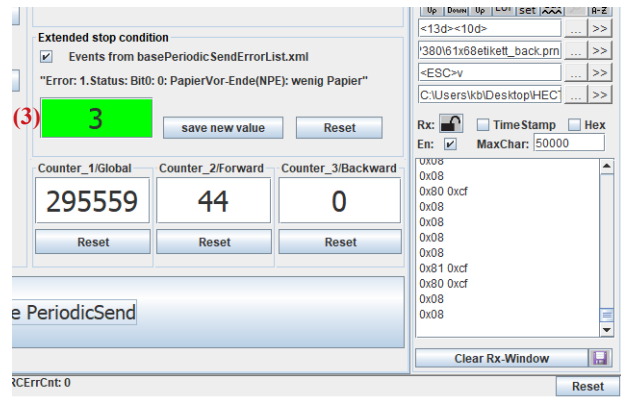 Up Down Up EOT set A-Z
Extended stop condition
Events from basePeriodicSendErrorList.xml
"Error: 1.Status: Bit0: 0: PapierVor-Ende(NPE): wenig Papier"
(3)
3
save new value
Reset
Counter_1/Global
Counter_2/Forward
Counter_3/Backward
295559
44
0
Reset
Reset
Reset
e PeriodicSend
RCErrCnt: 0
<13d><10d>
... >>
'380\61x68etikett_back.prn
... >>
<ESC>v
... >>
C:\Users\kb\Desktop\HECT
... >>
Rx:
TimeStamp
Hex
En:
MaxChar: 50000
0x08
0x08
0x80 0xcf
0x08
0x08
0x08
0x81 0xcf
0x80 0xcf
0x08
0x08
Clear Rx-Window
Reset